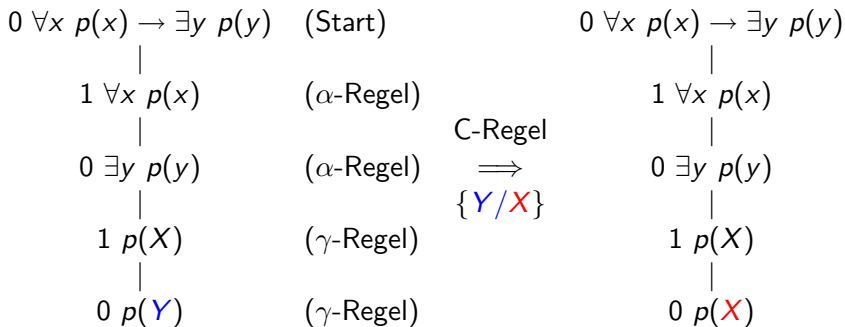 0 ∀x p(x) → ∃y p(y) (Start) 0 ∀x p(x) → ∃y p(y)
1 ∀x p(x) (α-Regel) 1 ∀x p(x)
C-Regel
0 ∃y p(y) (α-Regel) ⟹ 0 ∃y p(y)
{Y/X}
1 p(X) (γ-Regel) 1 p(X)
0 p(Y) (γ-Regel) 0 p(X)